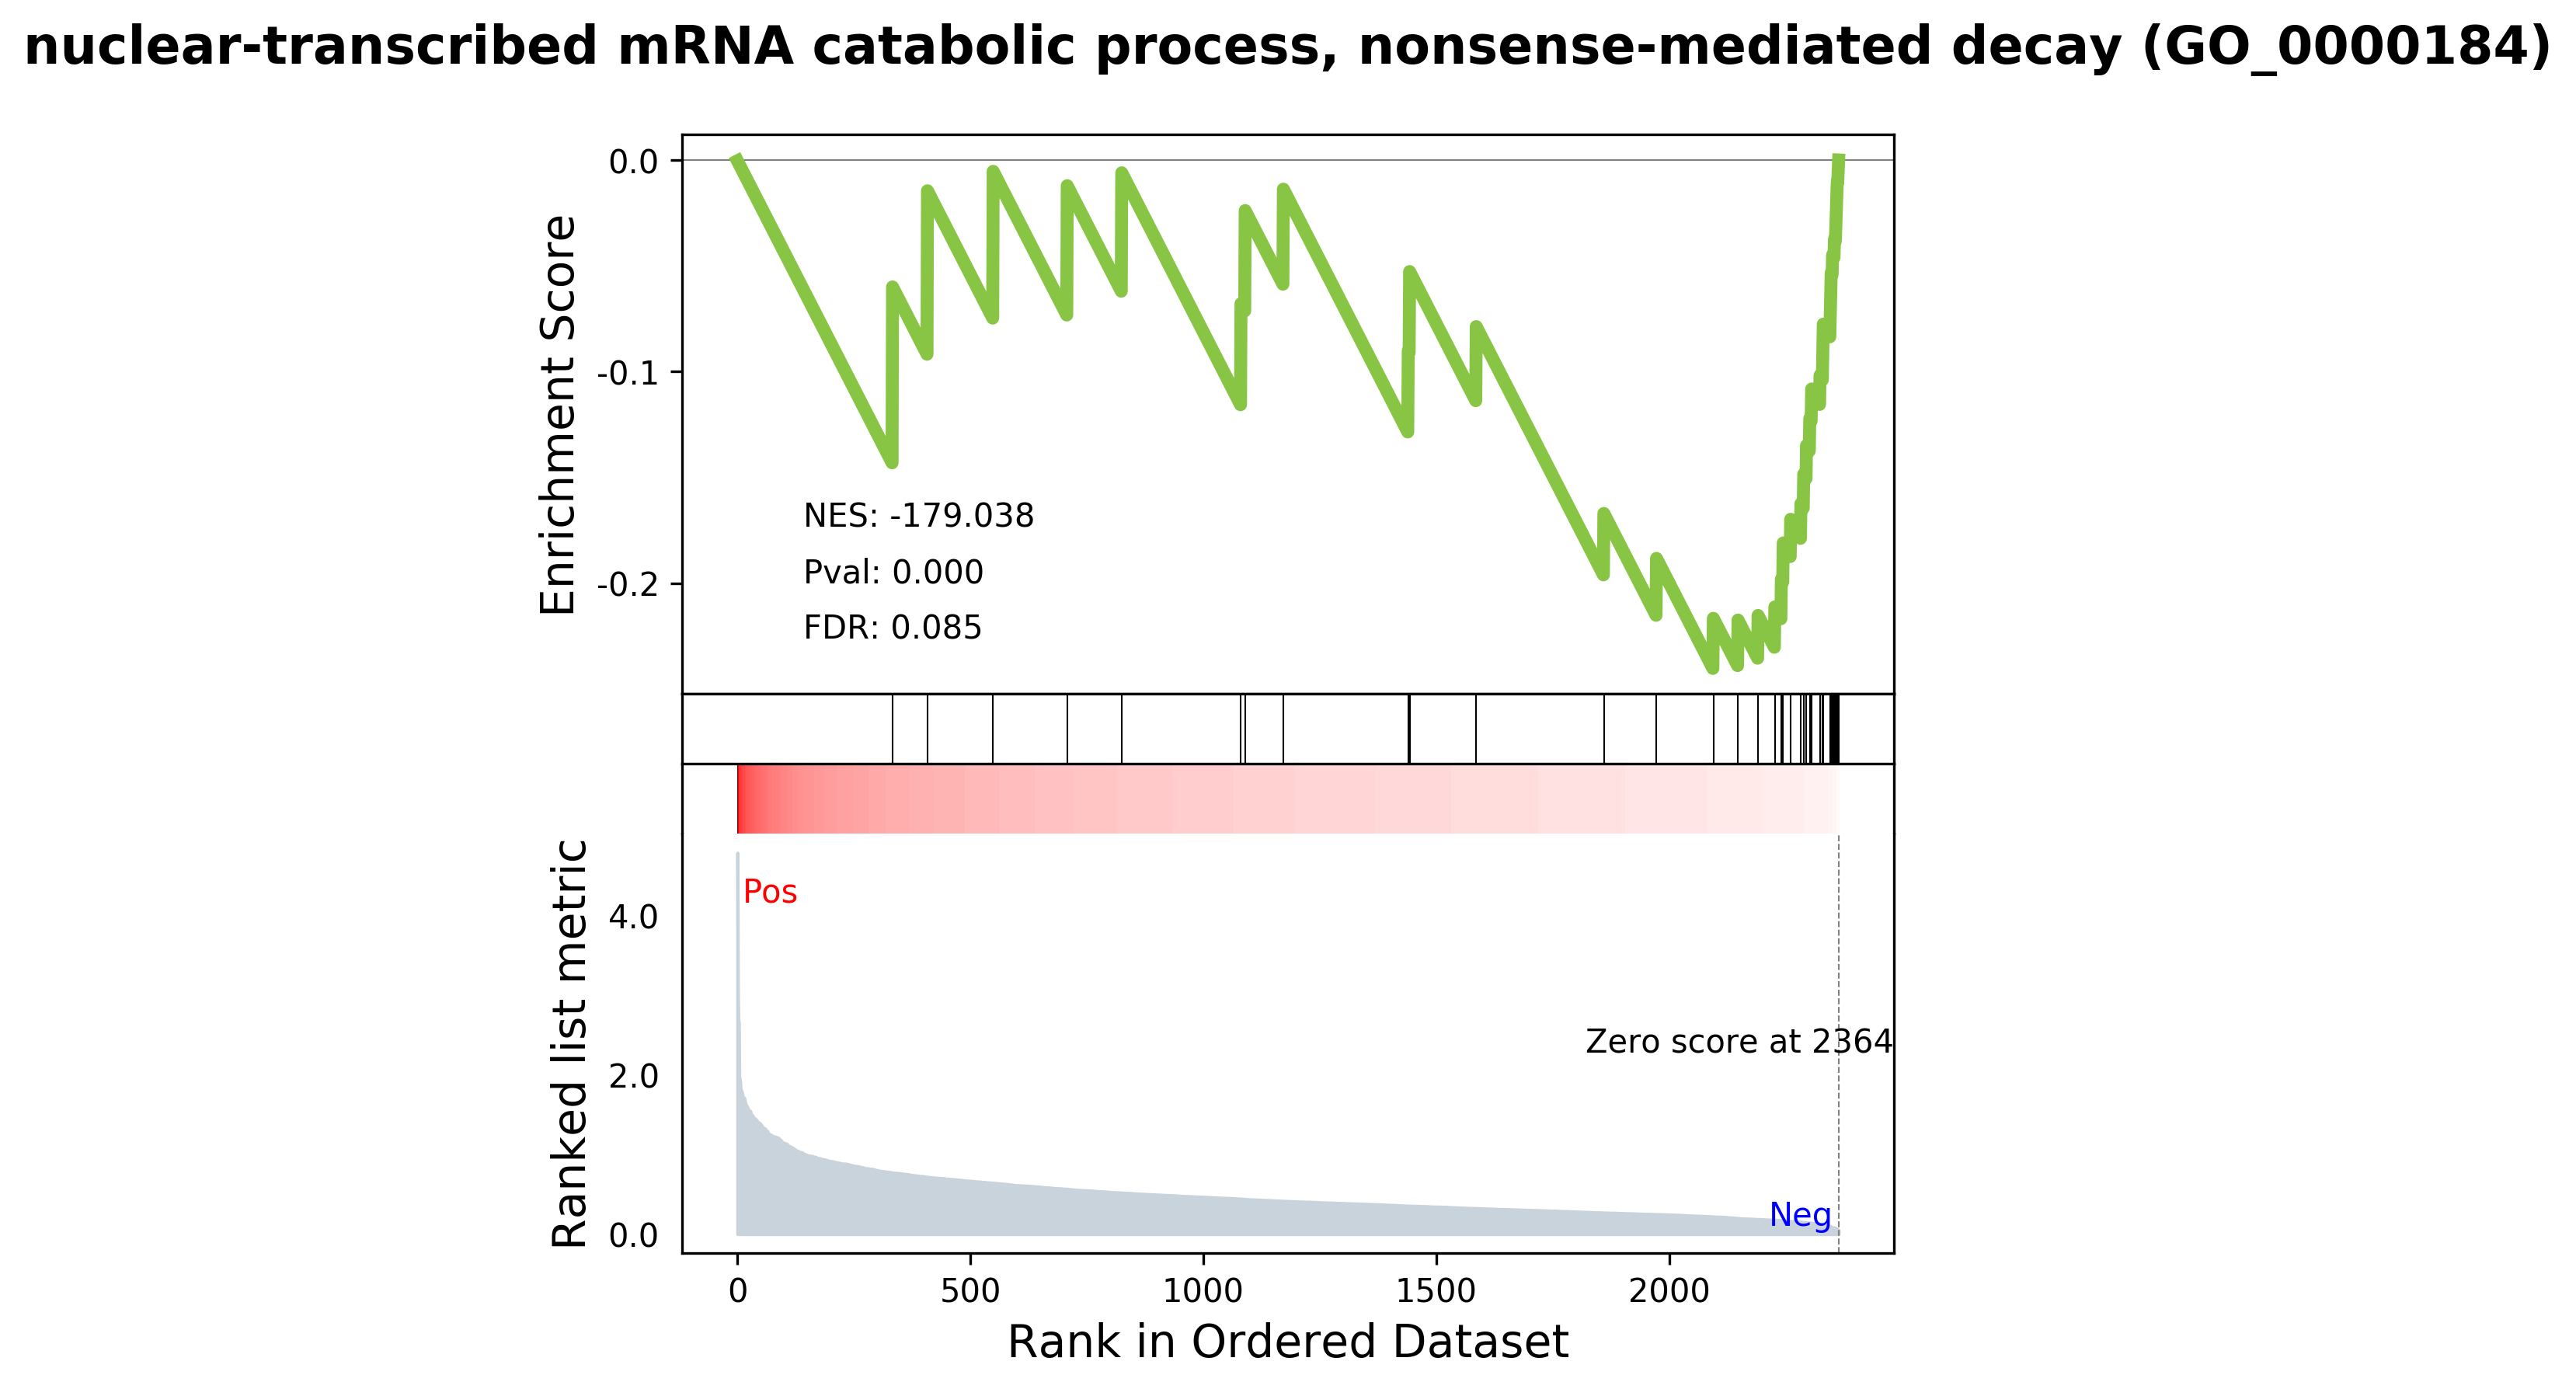 nuclear-transcribed mRNA catabolic process, nonsense-mediated decay (GO_0000184)
Enrichment Score
0.0
-0.1
-0.2
NES: -179.038
Pval: 0.000
FDR: 0.085
Ranked list metric
4.0
2.0
0.0
Pos
Zero score at 2364
Neg
0 500 1000 1500 2000
Rank in Ordered Dataset